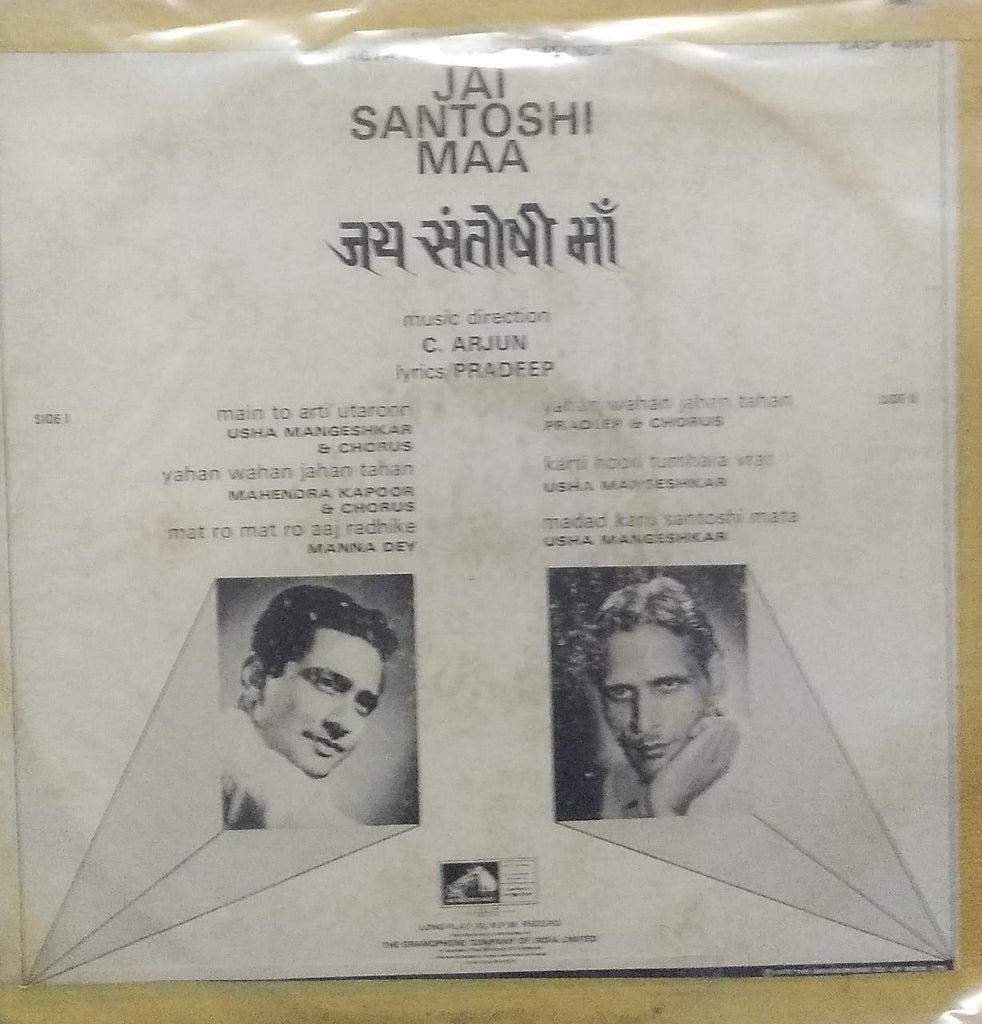 JAI
SANTOSHI
MAA
जय संतोषी माँ
music direction
C. ARJUN
lyrics PRADEEP
SIDE I
main to arti utaroon
USHA MANGESHKAR
& CHORUS
yahan wahan jahan tahan
MAHENDRA KAPOOR
& CHORUS
mat ro mat ro aaj radhike
MANNA DEY
SIDE II
yahan wahan jahan tahan
PRADEEP & CHORUS
karti hoon tumhara vrat
USHA MANGESHKAR
madad karo santoshi mata
USHA MANGESHKAR
LONG PLAY R.P.M. RECORD
THE GRAMOPHONE COMPANY OF INDIA LIMITED